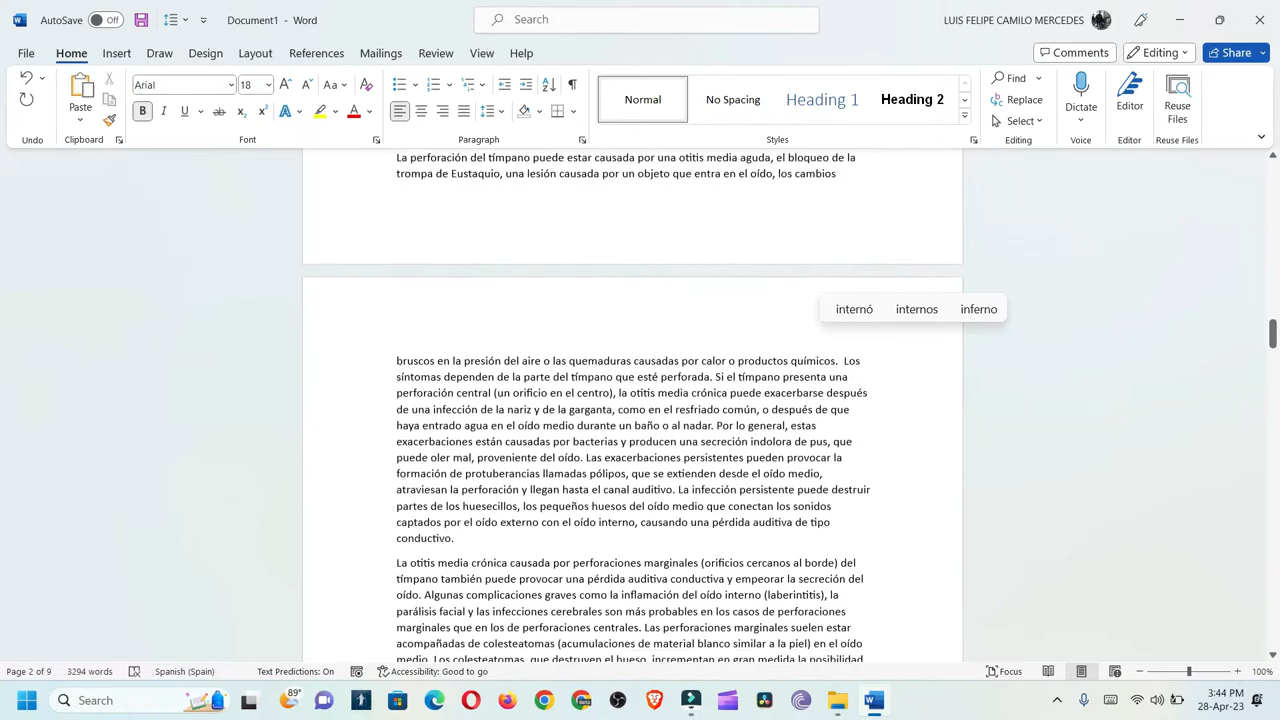 AutoSave Off Document1 - Word Search LUIS FELIPE CAMILO MERCEDES
File Home Insert Draw Design Layout References Mailings Review View Help Comments Editing Share
Arial 18 Aa Normal No Spacing Heading 1 Heading 2 Find
Paste Replace Dictate Editor Reuse Files
B I U ab x₂ x² A A Select
Undo Clipboard Font Paragraph Styles Editing Voice Editor Reuse Files
La perforación del tímpano puede estar causada por una otitis media aguda, el bloqueo de la
trompa de Eustaquio, una lesión causada por un objeto que entra en el oído, los cambios
internó internos inferno
bruscos en la presión del aire o las quemaduras causadas por calor o productos químicos. Los
síntomas dependen de la parte del tímpano que esté perforada. Si el tímpano presenta una
perforación central (un orificio en el centro), la otitis media crónica puede exacerbarse después
de una infección de la nariz y de la garganta, como en el resfriado común, o después de que
haya entrado agua en el oído medio durante un baño o al nadar. Por lo general, estas
exacerbaciones están causadas por bacterias y producen una secreción indolora de pus, que
puede oler mal, proveniente del oído. Las exacerbaciones persistentes pueden provocar la
formación de protuberancias llamadas pólipos, que se extienden desde el oído medio,
atraviesan la perforación y llegan hasta el canal auditivo. La infección persistente puede destruir
partes de los huesecillos, los pequeños huesos del oído medio que conectan los sonidos
captados por el oído externo con el oído interno, causando una pérdida auditiva de tipo
conductivo.
La otitis media crónica causada por perforaciones marginales (orificios cercanos al borde) del
tímpano también puede provocar una pérdida auditiva conductiva y empeorar la secreción del
oído. Algunas complicaciones graves como la inflamación del oído interno (laberintitis), la
parálisis facial y las infecciones cerebrales son más probables en los casos de perforaciones
marginales que en los de perforaciones centrales. Las perforaciones marginales suelen estar
acompañadas de colesteatomas (acumulaciones de material blanco similar a la piel) en el oído
medio. Los colesteatomas, que destruyen el hueso, incrementan en gran medida la posibilidad
Page 2 of 9 3294 words Spanish (Spain) Text Predictions: On Accessibility: Good to go Focus 100%
Search 89° 3:44 PM
28-Apr-23